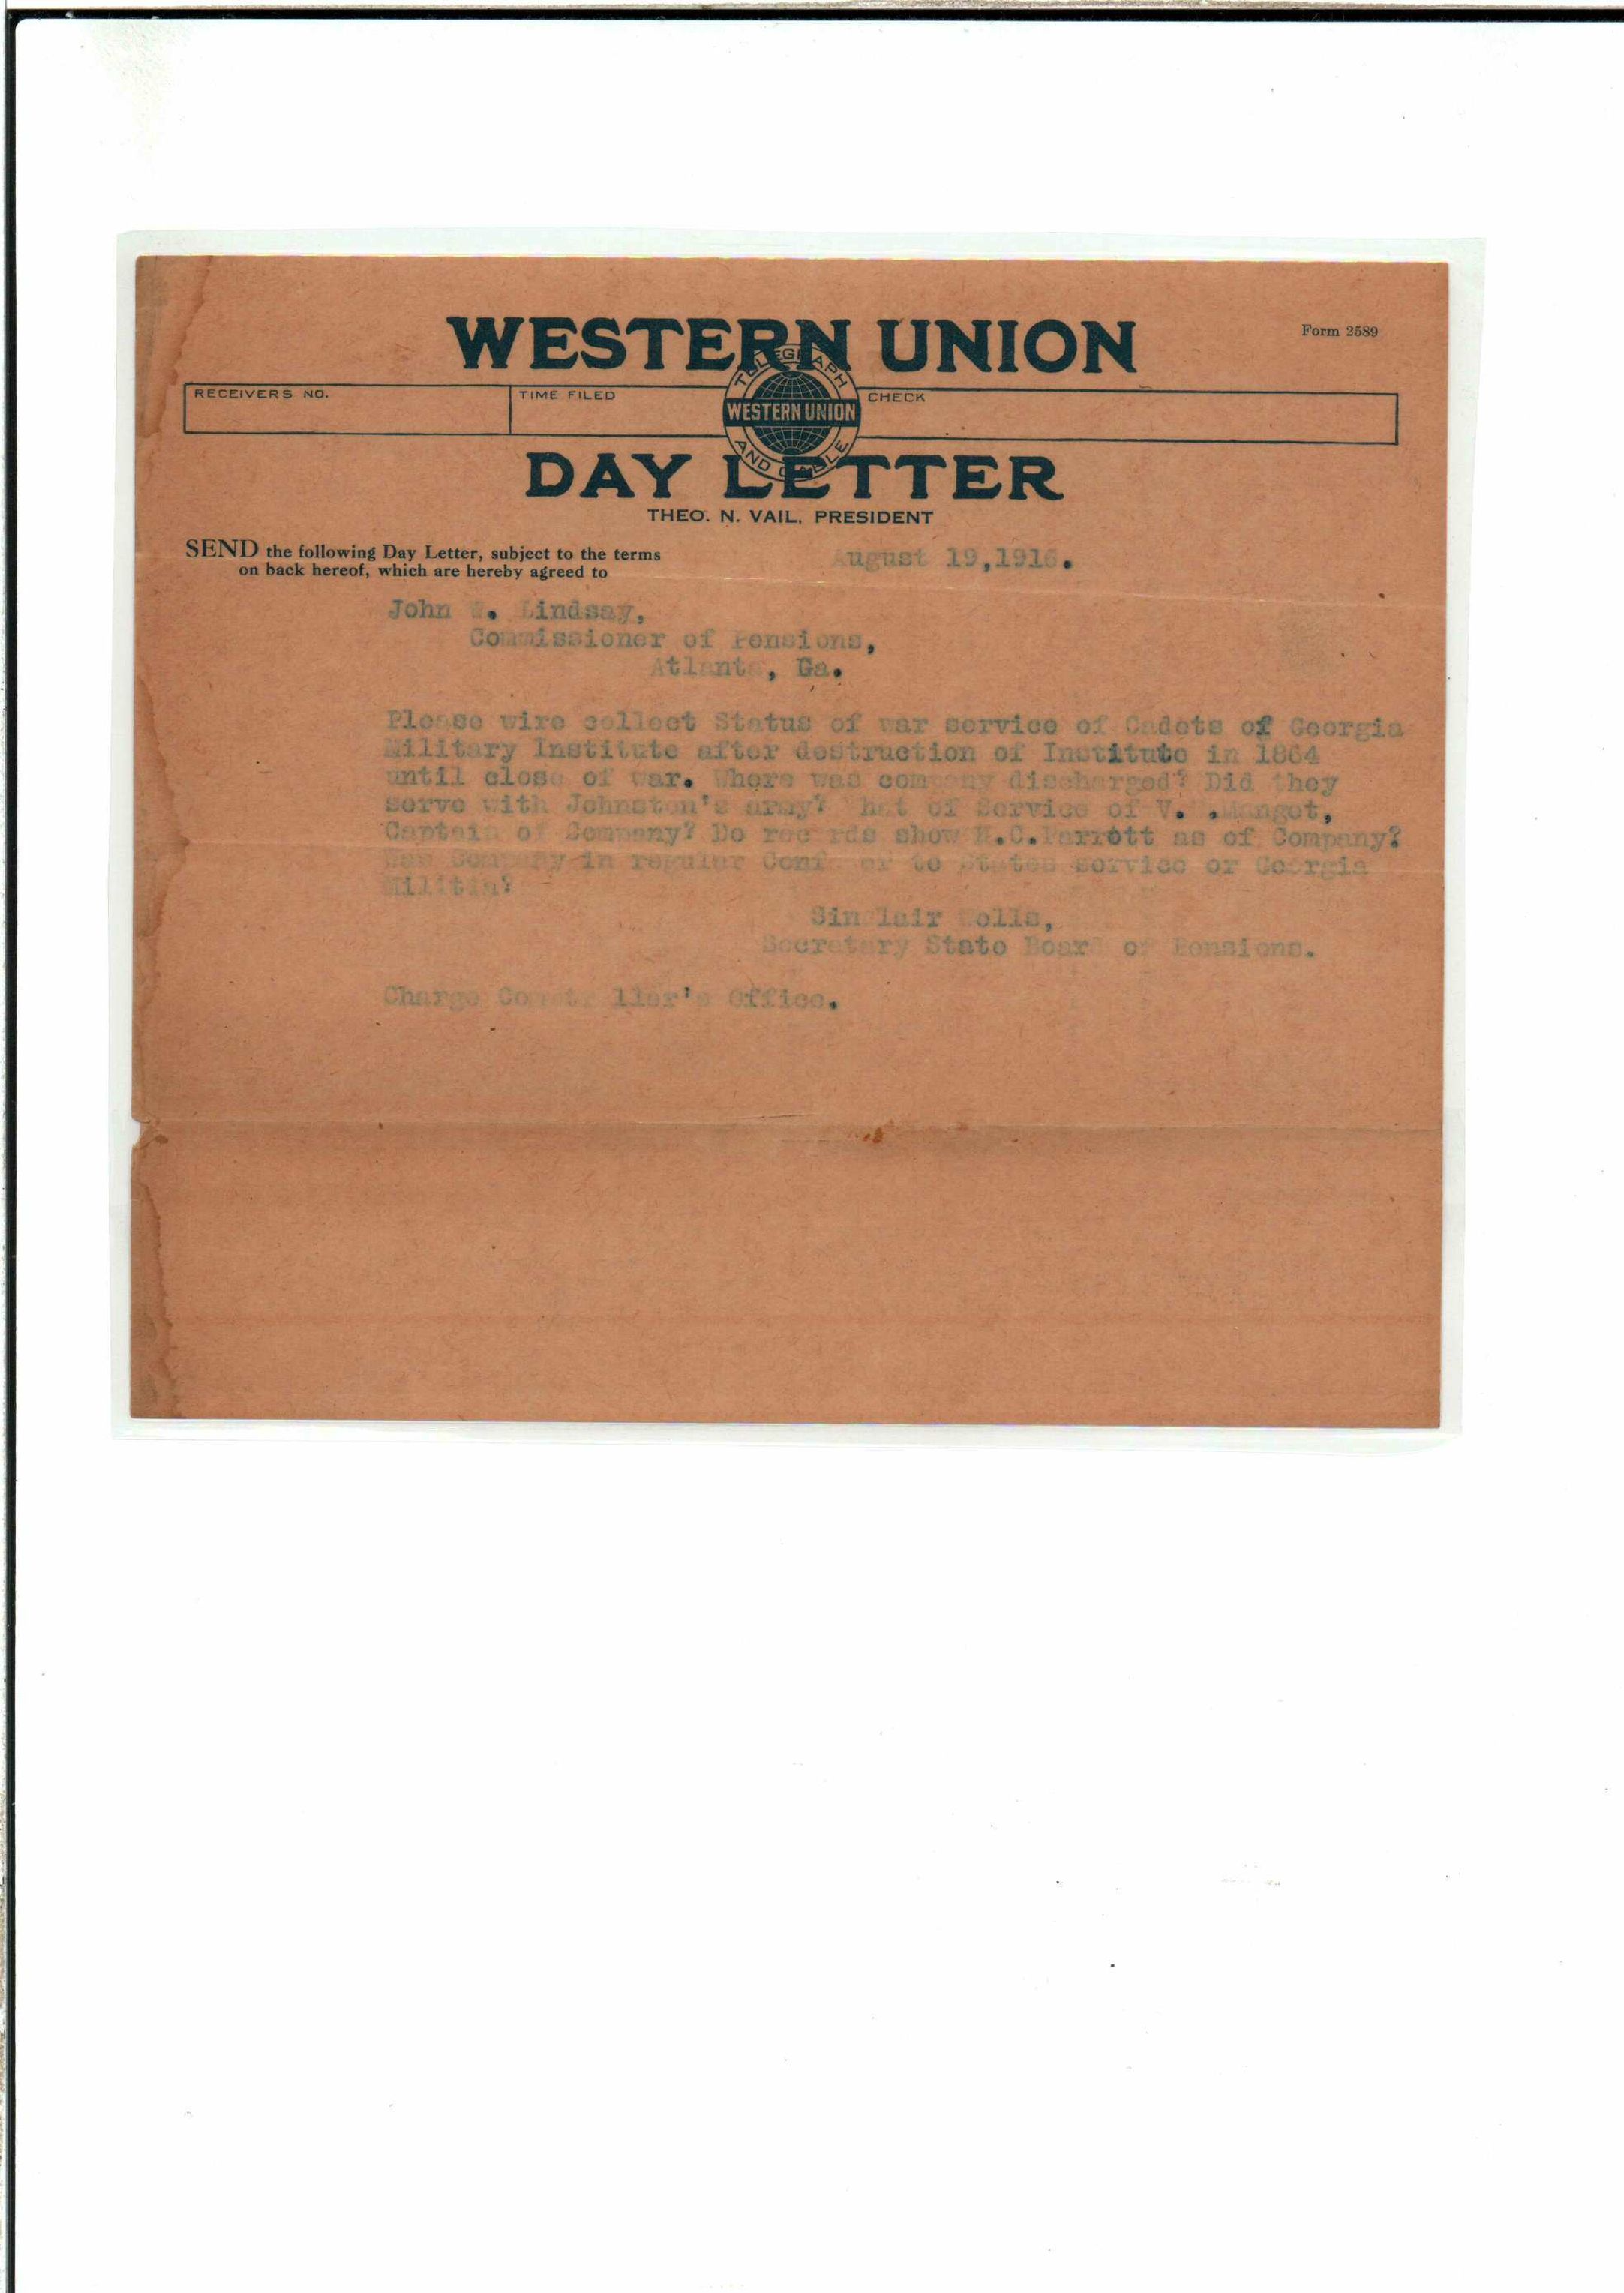 WESTERN UNION
Form 2589
RECEIVERS NO.
TIME FILED
TELEGRAPH AND CABLE
WESTERN UNION
CHECK
DAY LETTER
THEO. N. VAIL, PRESIDENT
SEND the following Day Letter, subject to the terms
on back hereof, which are hereby agreed to
August 19,1916.
John W. Lindsay,
Commissioner of Pensions,
Atlanta, Ga.
Please wire collect Status of war service of Cadets of Georgia
Military Institute after destruction of Institute in 1864
until close of war. Where was company discharged? Did they
serve with Johnston's army? What of Service of V. .Manget,
Captain of Company? Do records show H.C.Parrott as of Company?
Was Company in regular Confederate States service or Georgia
Militia?
Sinclair Wells,
Secretary State Board of Pensions.
Charge Comptroller's Office.